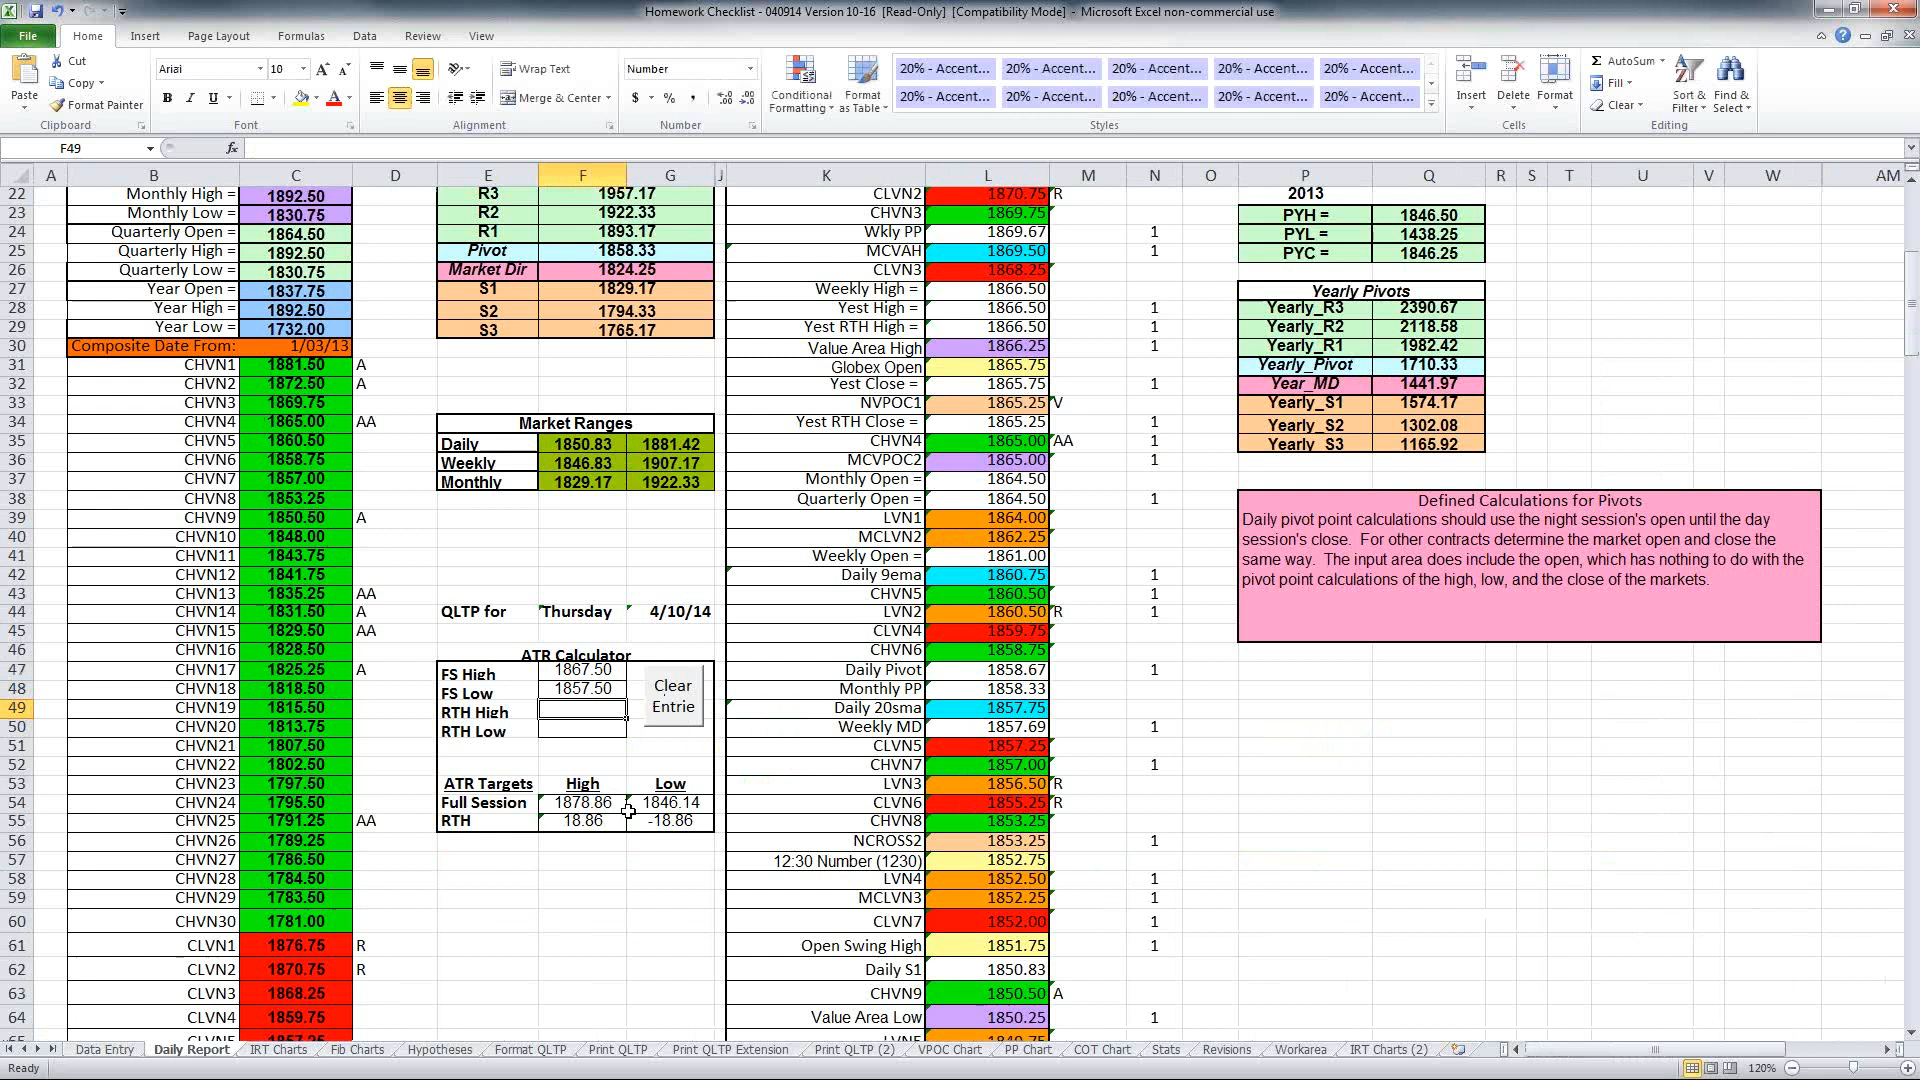 Homework Checklist - 040914 Version 10-16 [Read-Only] [Compatibility Mode] - Microsoft Excel non-commercial use
File Home Insert Page Layout Formulas Data Review View
Paste Cut Copy Format Painter Clipboard
Arial 10 B I U Font
Wrap Text Merge & Center Alignment
Number $ % , Number
Conditional Formatting Format as Table
20% - Accent... 20% - Accent... 20% - Accent... 20% - Accent... 20% - Accent...
20% - Accent... 20% - Accent... 20% - Accent... 20% - Accent... 20% - Accent...
Styles
Insert Delete Format Cells
AutoSum Fill Clear Sort & Filter Find & Select Editing
F49 fx
A B C D E F G J K L M N O P Q R S T U V W AM
22 Monthly High = 1892.50 R3 1957.17 CLVN2 1870.75 R 2013
23 Monthly Low = 1830.75 R2 1922.33 CHVN3 1869.75 PYH = 1846.50
24 Quarterly Open = 1864.50 R1 1893.17 Wkly PP 1869.67 1 PYL = 1438.25
25 Quarterly High = 1892.50 Pivot 1858.33 MCVAH 1869.50 1 PYC = 1846.25
26 Quarterly Low = 1830.75 Market Dir 1824.25 CLVN3 1868.25
27 Year Open = 1837.75 S1 1829.17 Weekly High = 1866.50 Yearly Pivots
28 Year High = 1892.50 S2 1794.33 Yest High = 1866.50 1 Yearly_R3 2390.67
29 Year Low = 1732.00 S3 1765.17 Yest RTH High = 1866.50 1 Yearly_R2 2118.58
30 Composite Date From: 1/03/13 Value Area High 1866.25 1 Yearly_R1 1982.42
31 CHVN1 1881.50 A Globex Open 1865.75 Yearly_Pivot 1710.33
32 CHVN2 1872.50 A Yest Close = 1865.75 1 Year_MD 1441.97
33 CHVN3 1869.75 NVPOC1 1865.25 V Yearly_S1 1574.17
34 CHVN4 1865.00 AA Market Ranges Yest RTH Close = 1865.25 1 Yearly_S2 1302.08
35 CHVN5 1860.50 Daily 1850.83 1881.42 CHVN4 1865.00 AA 1 Yearly_S3 1165.92
36 CHVN6 1858.75 Weekly 1846.83 1907.17 MCVPOC2 1865.00 1
37 CHVN7 1857.00 Monthly 1829.17 1922.33 Monthly Open = 1864.50
38 CHVN8 1853.25 Quarterly Open = 1864.50 1 Defined Calculations for Pivots
39 CHVN9 1850.50 A LVN1 1864.00 Daily pivot point calculations should use the night session's open until the day
40 CHVN10 1848.00 MCLVN2 1862.25 session's close. For other contracts determine the market open and close the
41 CHVN11 1843.75 Weekly Open = 1861.00 same way. The input area does include the open, which has nothing to do with the
42 CHVN12 1841.75 Daily 9ema 1860.75 1 pivot point calculations of the high, low, and the close of the markets.
43 CHVN13 1835.25 AA CHVN5 1860.50 1
44 CHVN14 1831.50 A QLTP for Thursday 4/10/14 LVN2 1860.50 R 1
45 CHVN15 1829.50 AA CLVN4 1859.75
46 CHVN16 1828.50 ATR Calculator CHVN6 1858.75
47 CHVN17 1825.25 A FS High 1867.50 Daily Pivot 1858.67 1
48 CHVN18 1818.50 FS Low 1857.50 Clear Entrie Monthly PP 1858.33
49 CHVN19 1815.50 RTH High Daily 20sma 1857.75
50 CHVN20 1813.75 RTH Low Weekly MD 1857.69 1
51 CHVN21 1807.50 CLVN5 1857.25
52 CHVN22 1802.50 CHVN7 1857.00 1
53 CHVN23 1797.50 ATR Targets High Low LVN3 1856.50 R
54 CHVN24 1795.50 Full Session 1878.86 1846.14 CLVN6 1855.25 R
55 CHVN25 1791.25 AA RTH 18.86 -18.86 CHVN8 1853.25
56 CHVN26 1789.25 NCROSS2 1853.25 1
57 CHVN27 1786.50 12:30 Number (1230) 1852.75
58 CHVN28 1784.50 LVN4 1852.50 1
59 CHVN29 1783.50 MCLVN3 1852.25 1
60 CHVN30 1781.00 CLVN7 1852.00 1
61 CLVN1 1876.75 R Open Swing High 1851.75 1
62 CLVN2 1870.75 R Daily S1 1850.83
63 CLVN3 1868.25 CHVN9 1850.50 A
64 CLVN4 1859.75 Value Area Low 1850.25 1
Data Entry Daily Report IRT Charts Fib Charts Hypotheses Format QLTP Print QLTP Print QLTP Extension Print QLTP (2) VPOC Chart PP Chart COT Chart Stats Revisions Workarea IRT Charts (2)
Ready 120%